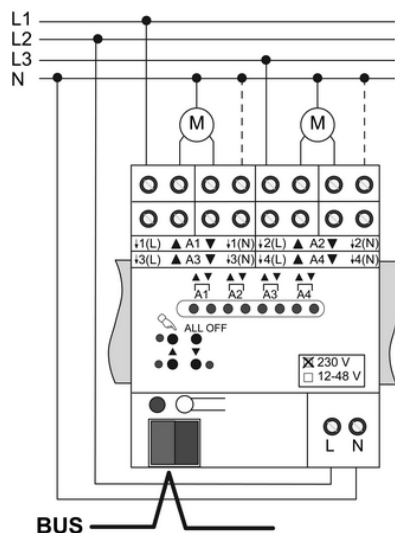 L1
L2
L3
N
M M
↓1(L) ▲ A1 ▼ ↓1(N) ↓2(L) ▲ A2 ▼ ↓2(N)
↓3(L) ▲ A3 ▼ ↓3(N) ↓4(L) ▲ A4 ▼ ↓4(N)
▲▼ ▲▼ ▲▼ ▲▼
A1 A2 A3 A4
ALL OFF
▲ ▼
☒ 230 V
☐ 12-48 V
L N
BUS